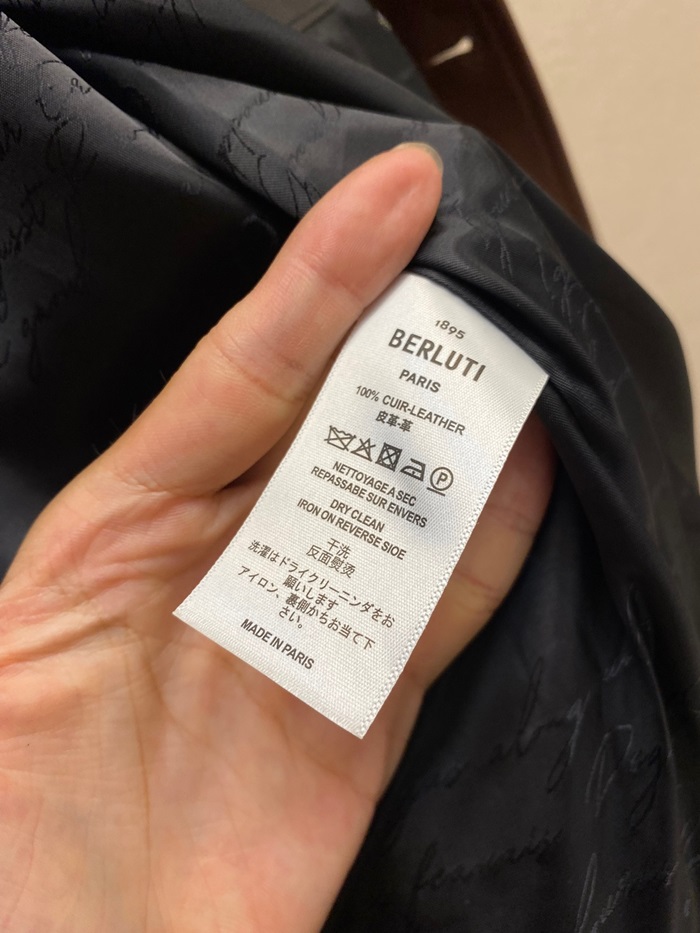 1895
BERLUTI
PARIS
100% CUIR-LEATHER
皮革-革
P
NETTOYAGE A SEC
REPASSABE SUR ENVERS
DRY CLEAN
IRON ON REVERSE SIDE
干洗
反面熨烫
洗濯はドライクリーニンダをお
願いします
アイロン、裏側かちお当て下
さい。
MADE IN PARIS